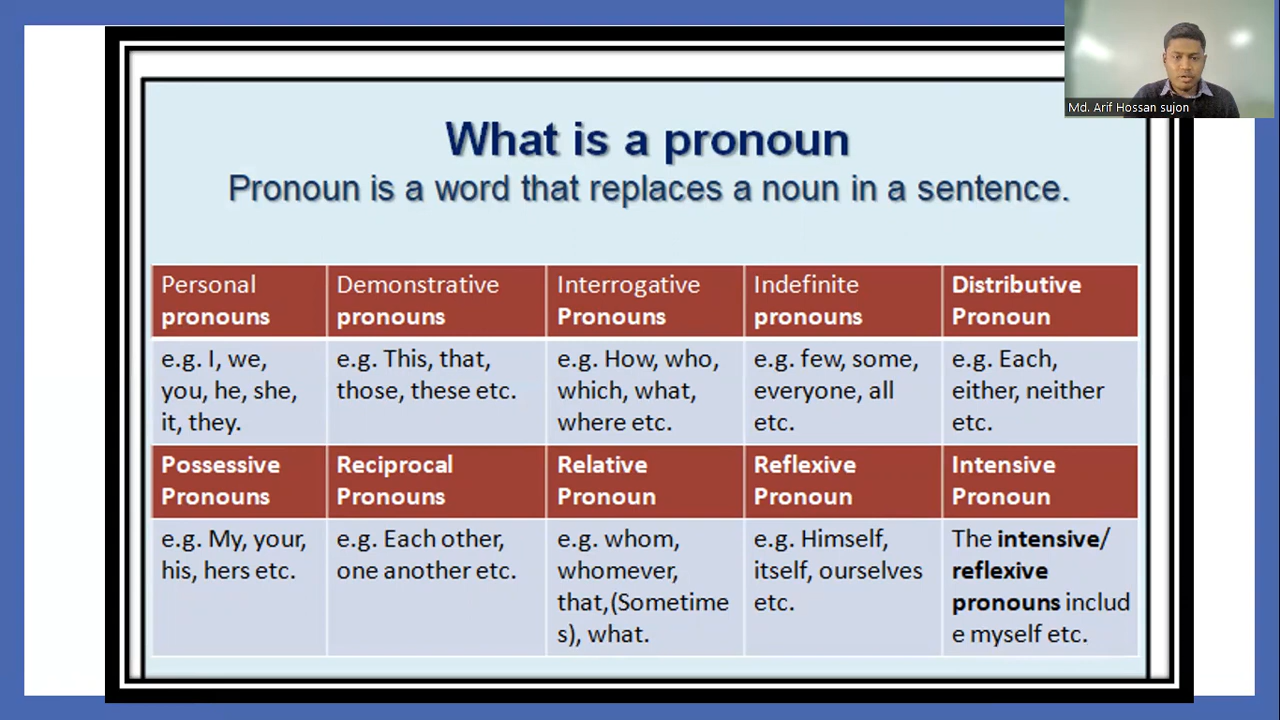 Md. Arif Hossan sujon
What is a pronoun
Pronoun is a word that replaces a noun in a sentence.
Personal
pronouns
Demonstrative
pronouns
Interrogative
Pronouns
Indefinite
pronouns
Distributive
Pronoun
e.g. I, we,
you, he, she,
it, they.
e.g. This, that,
those, these etc.
e.g. How, who,
which, what,
where etc.
e.g. few, some,
everyone, all
etc.
e.g. Each,
either, neither
etc.
Possessive
Pronouns
Reciprocal
Pronouns
Relative
Pronoun
Reflexive
Pronoun
Intensive
Pronoun
e.g. My, your,
his, hers etc.
e.g. Each other,
one another etc.
e.g. whom,
whomever,
that,(Sometime
s), what.
e.g. Himself,
itself, ourselves
etc.
The intensive/
reflexive
pronouns includ
e myself etc.